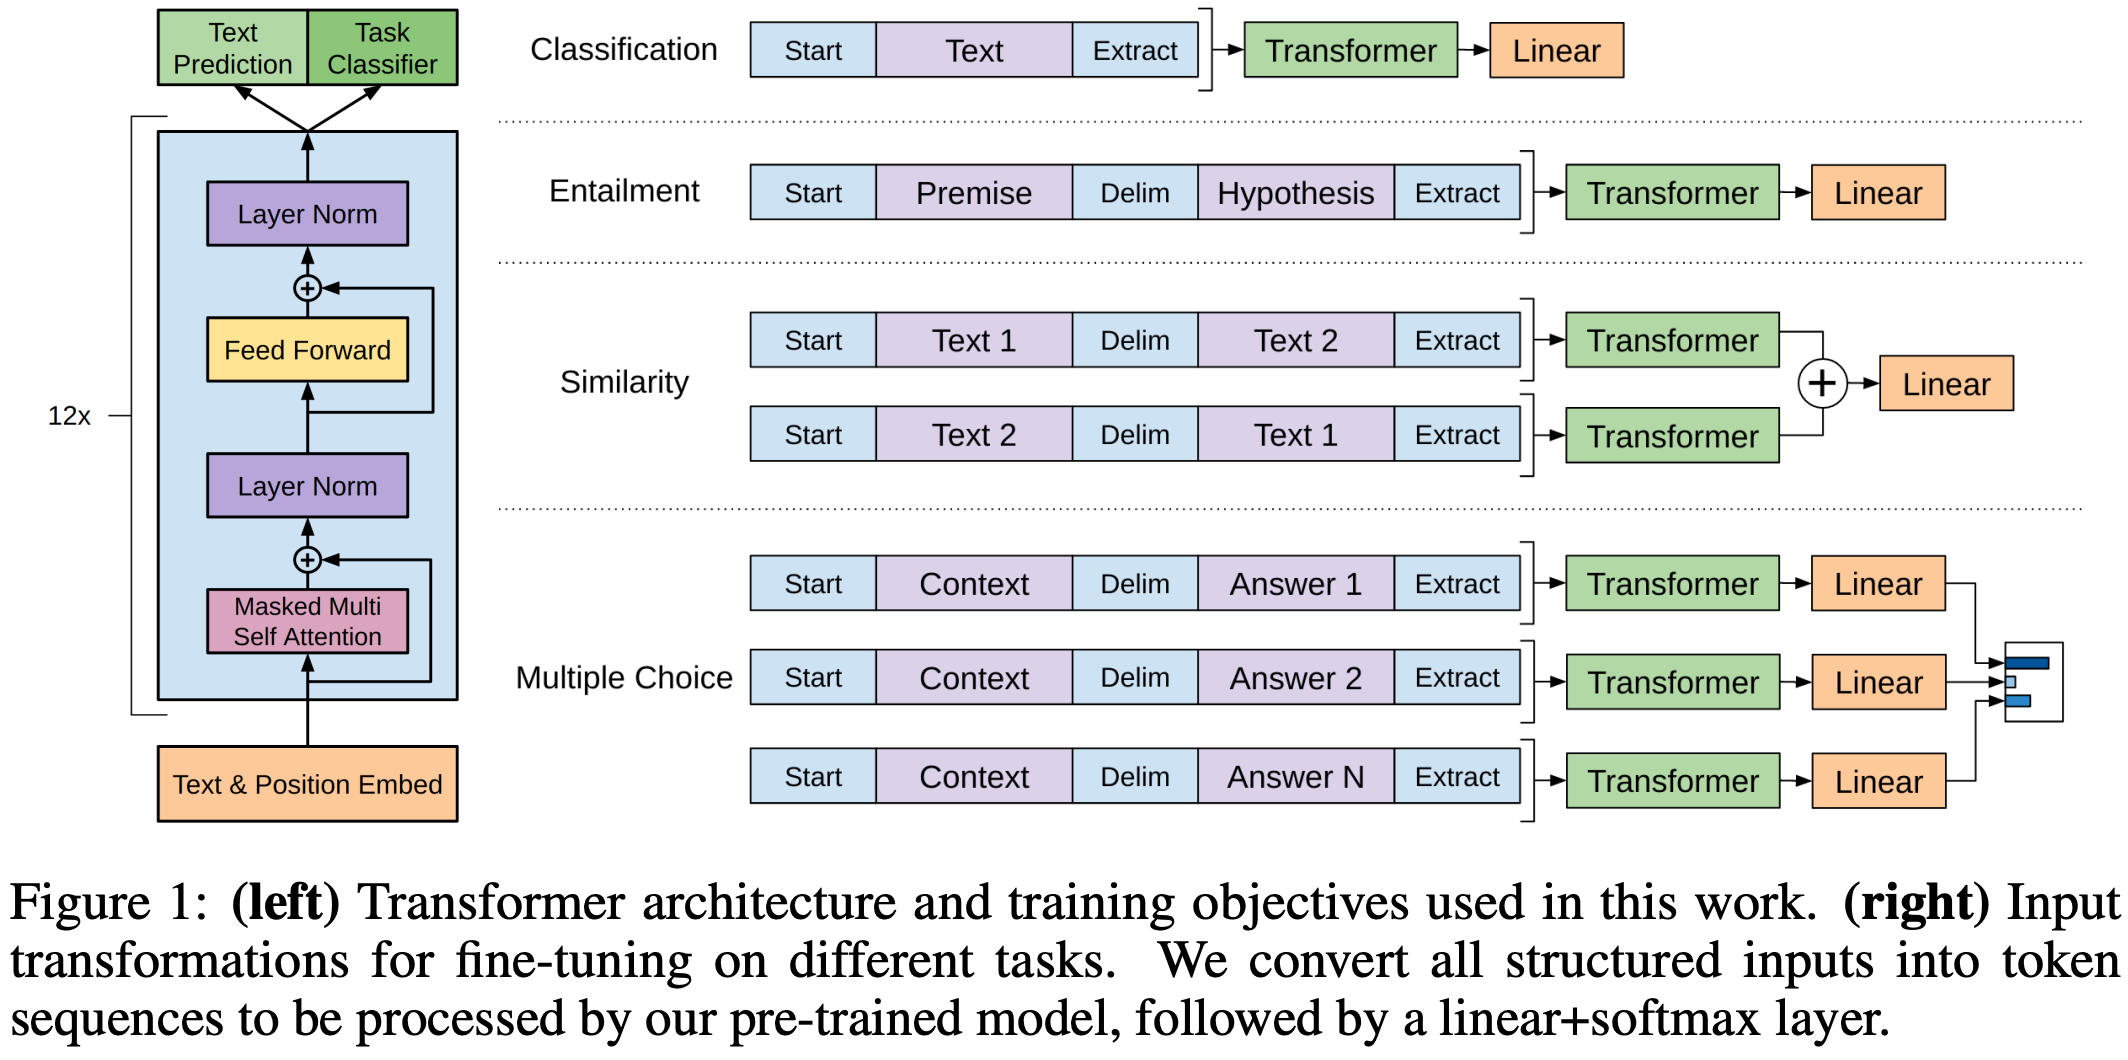 Text
Prediction
Task
Classifier
12x
Layer Norm
+
Feed Forward
Layer Norm
+
Masked Multi
Self Attention
Text & Position Embed
Classification
Start Text Extract Transformer Linear
Entailment
Start Premise Delim Hypothesis Extract Transformer Linear
Similarity
Start Text 1 Delim Text 2 Extract Transformer
+ Linear
Start Text 2 Delim Text 1 Extract Transformer
Multiple Choice
Start Context Delim Answer 1 Extract Transformer Linear
Start Context Delim Answer 2 Extract Transformer Linear
Start Context Delim Answer N Extract Transformer Linear
Figure 1: (left) Transformer architecture and training objectives used in this work. (right) Input
transformations for fine-tuning on different tasks. We convert all structured inputs into token
sequences to be processed by our pre-trained model, followed by a linear+softmax layer.